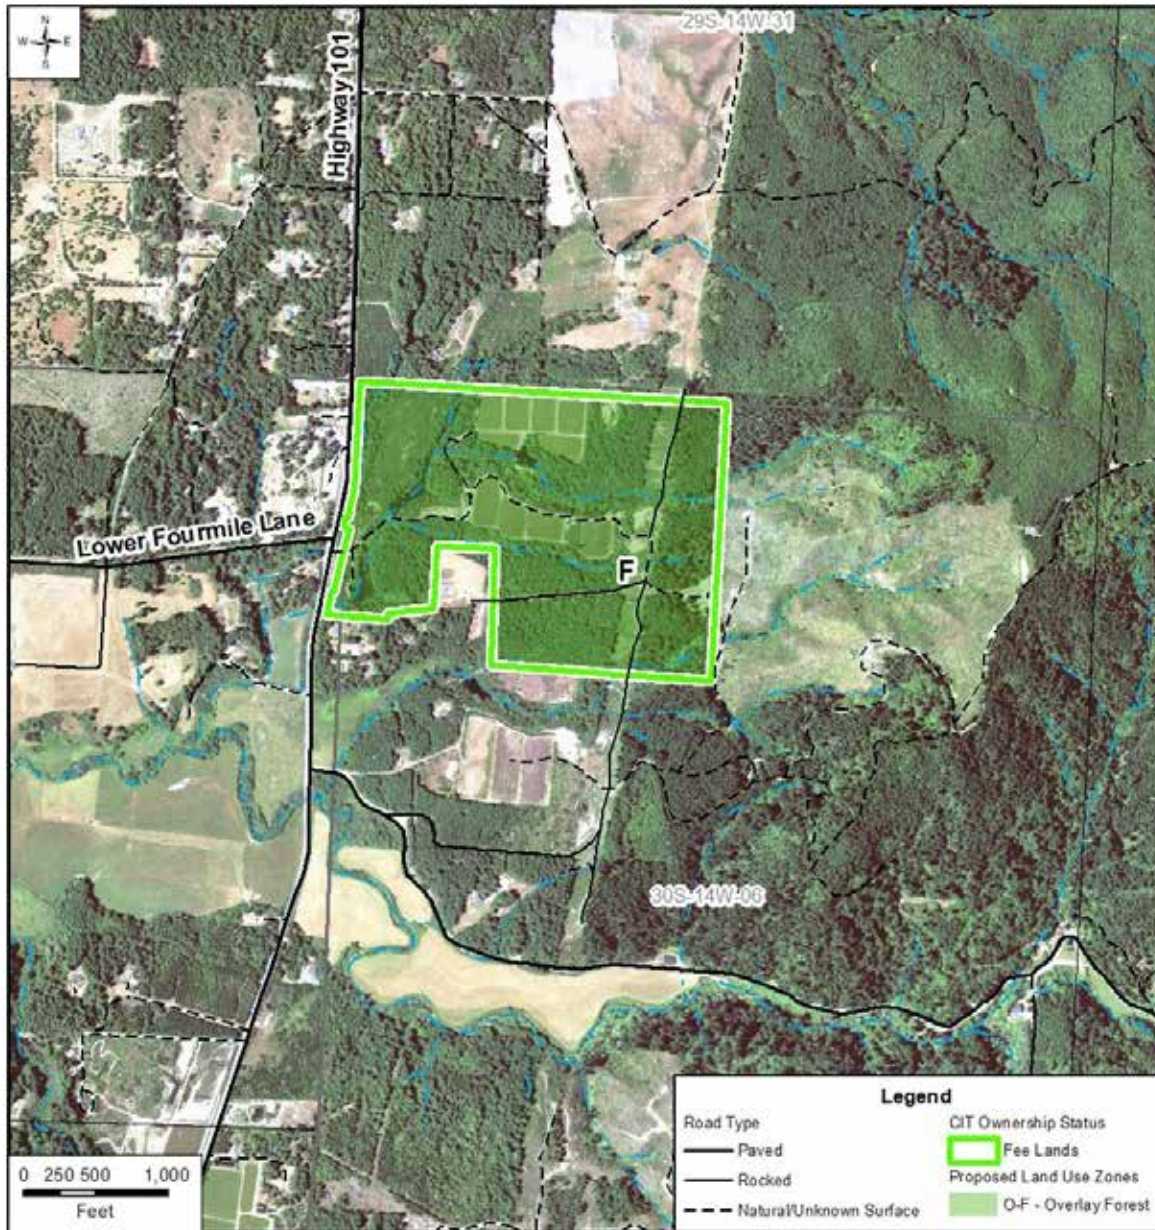 N
W E
S
29S-14W-31
Highway 101
Lower Fourmile Lane
F
30S-14W-06
Legend
Road Type
Paved
Rocked
Natural/Unknown Surface
CIT Ownership Status
Fee Lands
Proposed Land Use Zones
O-F - Overlay Forest
0 250 500 1,000
Feet